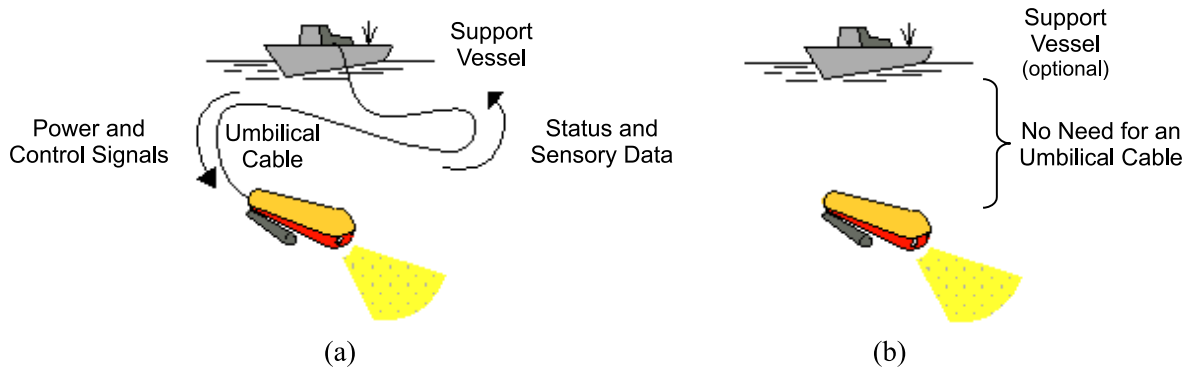 Support
Vessel
Power and
Control Signals
Umbilical
Cable
Status and
Sensory Data
(a)
Support
Vessel
(optional)
No Need for an
Umbilical Cable
(b)